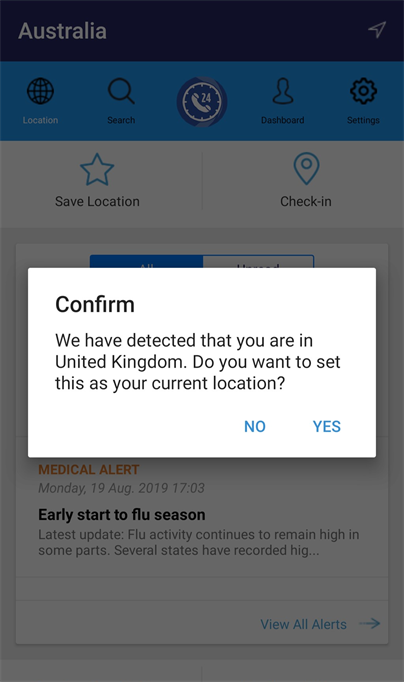 Australia
24
Location
Search
Dashboard
Settings
Save Location
Check-in
All
Unread
Confirm
We have detected that you are in
United Kingdom. Do you want to set
this as your current location?
NO
YES
MEDICAL ALERT
Monday, 19 Aug. 2019 17:03
Early start to flu season
Latest update: Flu activity continues to remain high in
some parts. Several states have recorded hig...
View All Alerts